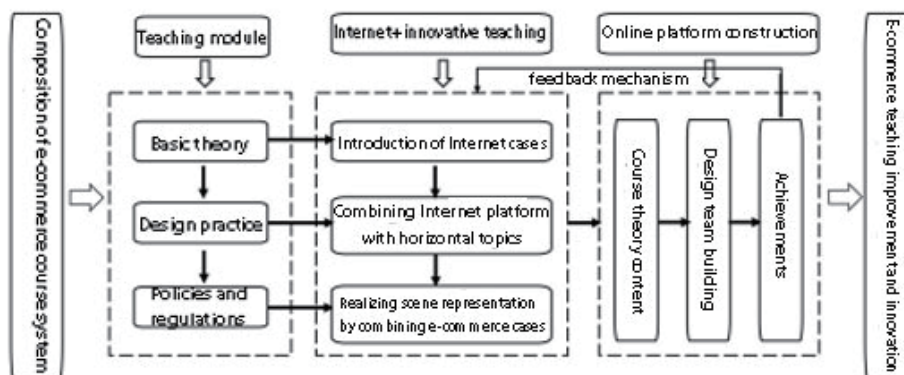 Composition of e-commerce course system
Teaching module
Internet+ innovative teaching
Online platform construction
feedback mechanism
Basic theory
Design practice
Policies and
regulations
Introduction of Internet cases
Combining Internet platform
with horizontal topics
Realizing scene representation
by combining e-commerce cases
Course theory content
Design team building
Achievements
E-commerce teaching improvement and innovation